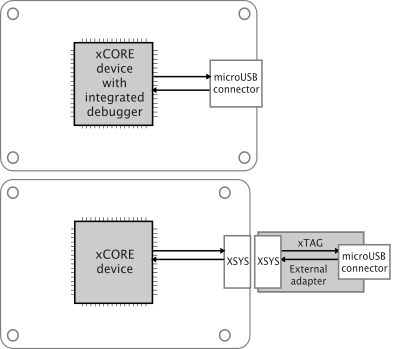 xCORE
device
with
integrated
debugger
microUSB
connector
xCORE
device
XSYS
XSYS
xTAG
External
adapter
microUSB
connector